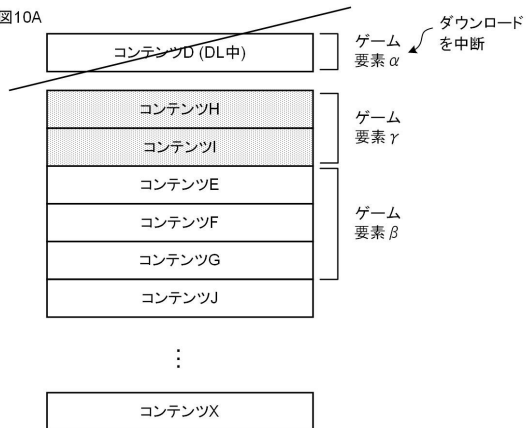 図10A
コンテンツD (DL中)
ゲーム
要素α
ダウンロード
を中断
コンテンツH
コンテンツI
ゲーム
要素γ
コンテンツE
コンテンツF
コンテンツG
ゲーム
要素β
コンテンツJ
⋮
コンテンツX